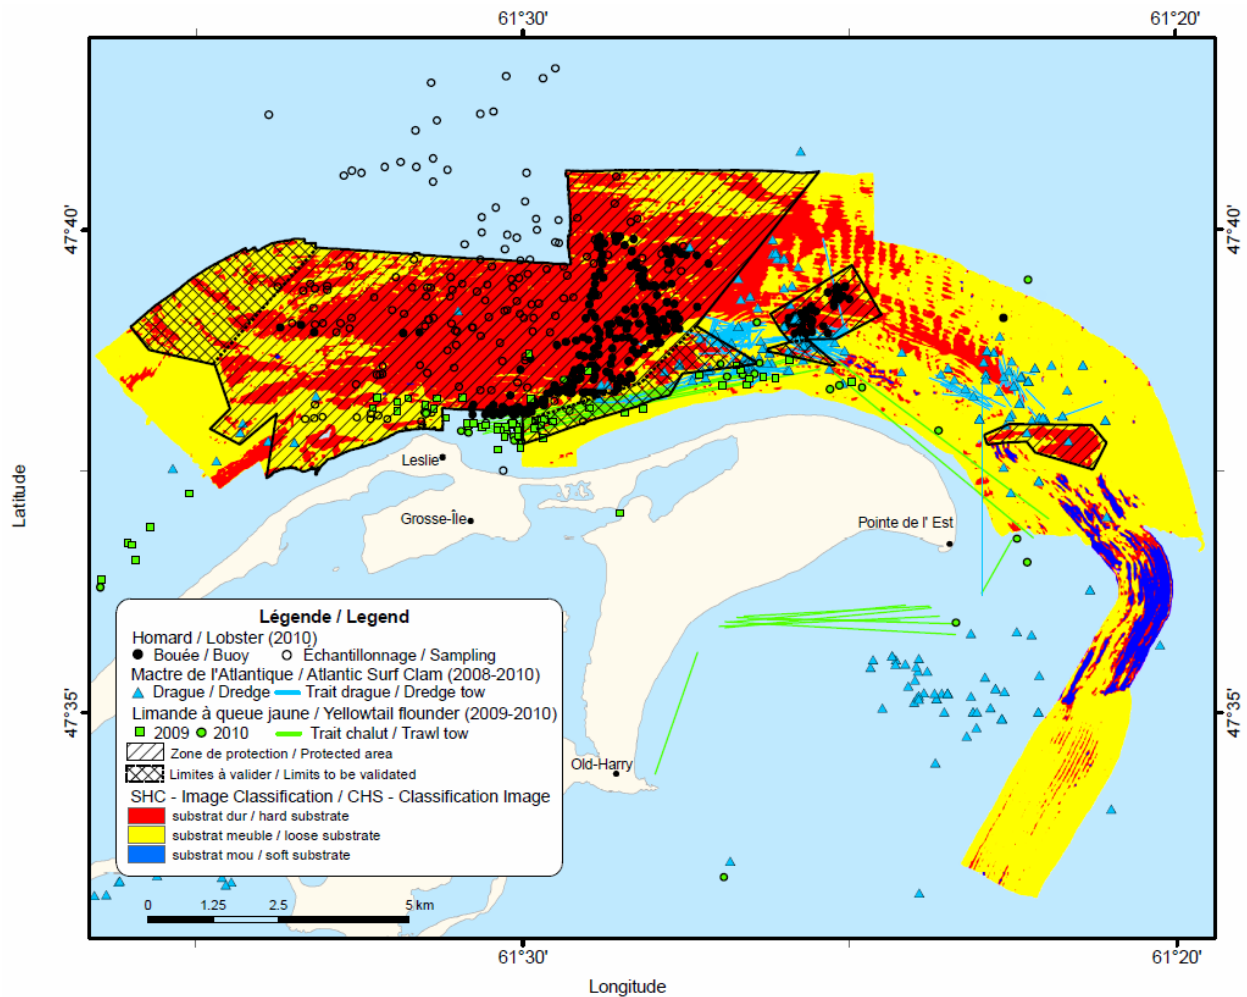 61°30'
61°20'
47°40'
47°40'
Leslie
Grosse-Île
Pointe de l' Est
Latitude
Légende / Legend
Homard / Lobster (2010)
Bouée / Buoy Échantillonnage / Sampling
Mactre de l'Atlantique / Atlantic Surf Clam (2008-2010)
Drague / Dredge Trait drague / Dredge tow
Limande à queue jaune / Yellowtail flounder (2009-2010)
2009 2010 Trait chalut / Trawl tow
Zone de protection / Protected area
Limites à valider / Limits to be validated
SHC - Image Classification / CHS - Classification Image
substrat dur / hard substrate
substrat meuble / loose substrate
substrat mou / soft substrate
47°35'
47°35'
Old-Harry
0 1.25 2.5 5 km
61°30'
61°20'
Longitude